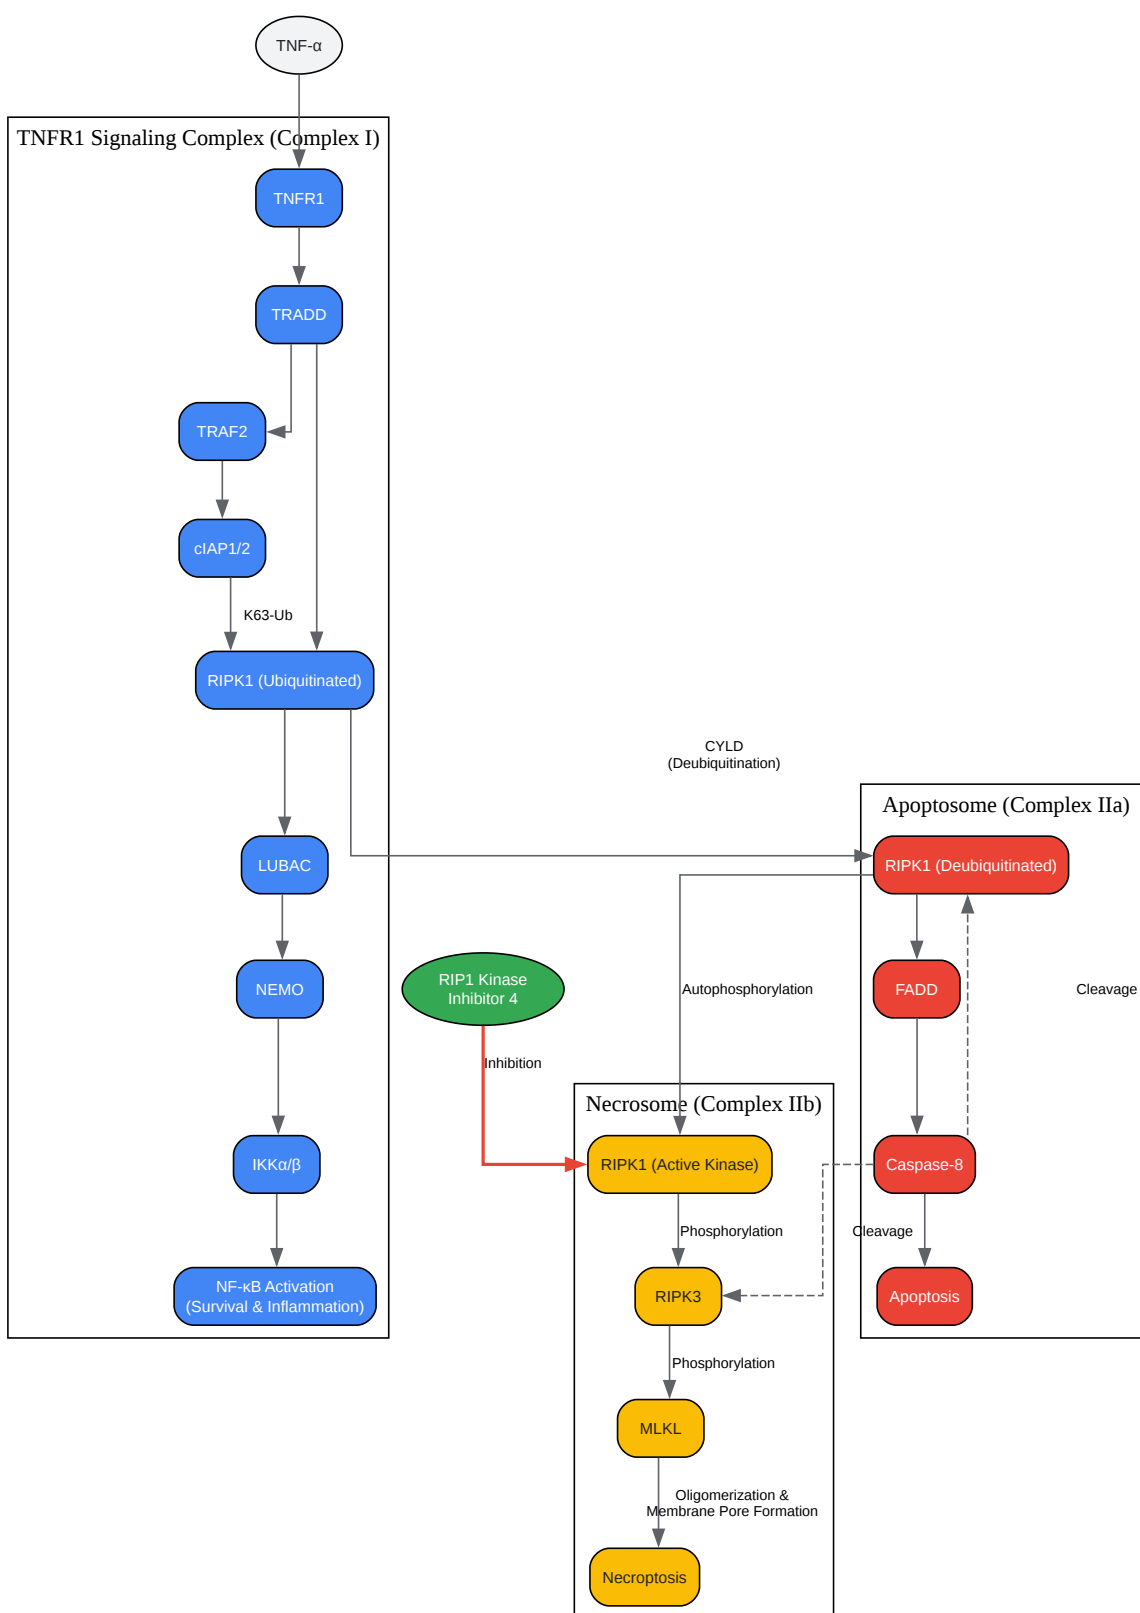 TNF-α
TNFR1 Signaling Complex (Complex I)
TNFR1
TRADD
TRAF2
cIAP1/2
K63-Ub
RIPK1 (Ubiquitinated)
CYLD
(Deubiquitination)
Apoptosome (Complex IIa)
LUBAC
RIPK1 (Deubiquitinated)
NEMO
RIP1 Kinase
Inhibitor 4
Autophosphorylation
FADD
Cleavage
Inhibition
Necrosome (Complex IIb)
IKKα/β
RIPK1 (Active Kinase)
Caspase-8
Phosphorylation
Cleavage
NF-κB Activation
(Survival & Inflammation)
RIPK3
Apoptosis
Phosphorylation
MLKL
Oligomerization &
Membrane Pore Formation
Necroptosis